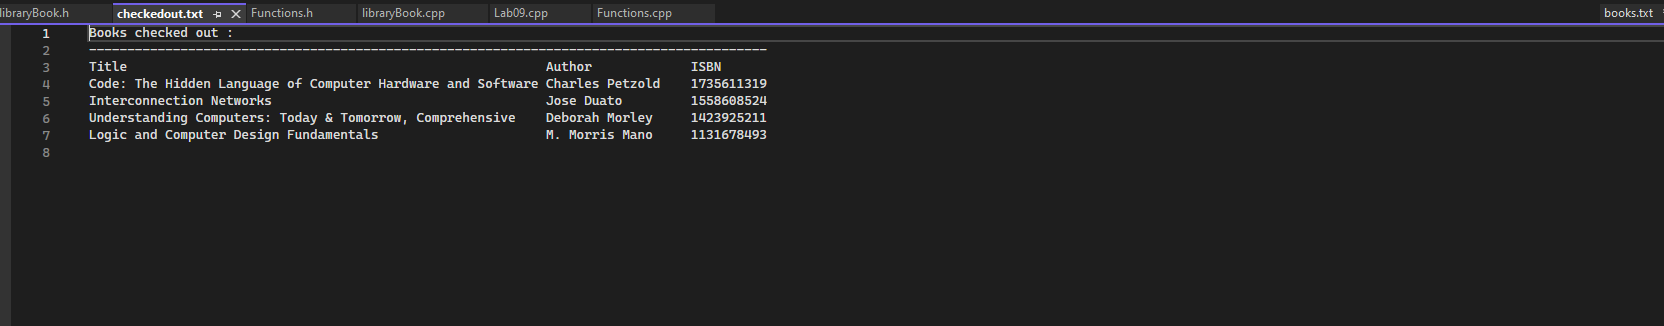 libraryBook.h checkedout.txt Functions.h libraryBook.cpp Lab09.cpp Functions.cpp books.txt
1 Books checked out :
2 -----------------------------------------------------------------------------------------
3 Title Author ISBN
4 Code: The Hidden Language of Computer Hardware and Software Charles Petzold 1735611319
5 Interconnection Networks Jose Duato 1558608524
6 Understanding Computers: Today & Tomorrow, Comprehensive Deborah Morley 1423925211
7 Logic and Computer Design Fundamentals M. Morris Mano 1131678493
8